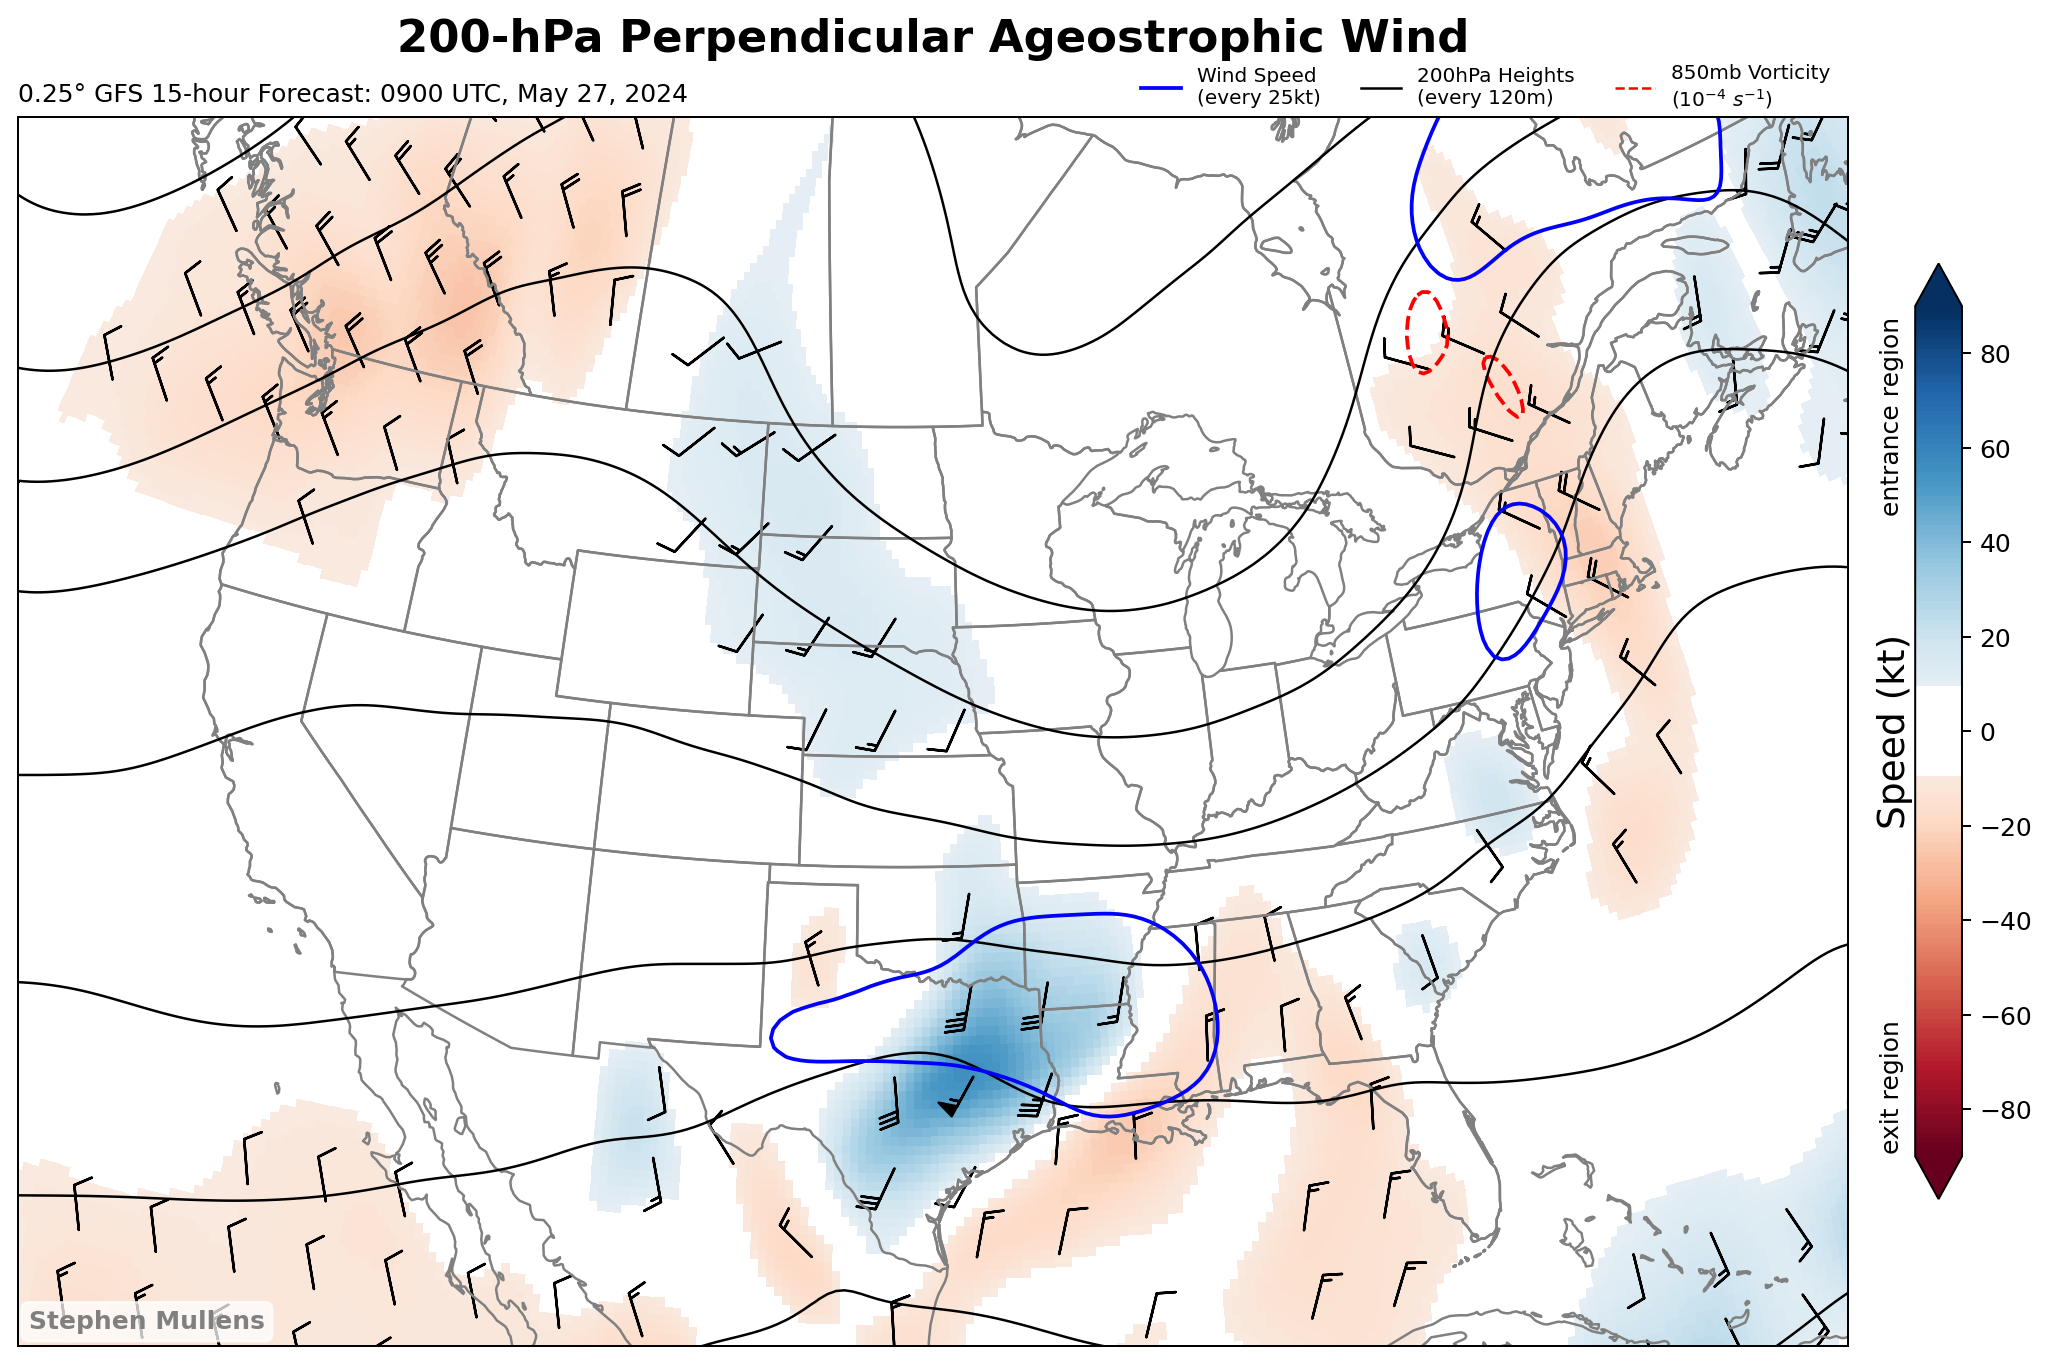 200-hPa Perpendicular Ageostrophic Wind
0.25° GFS 15-hour Forecast: 0900 UTC, May 27, 2024
Wind Speed
(every 25kt)
200hPa Heights
(every 120m)
850mb Vorticity
(10⁻⁴ s⁻¹)
entrance region
exit region
Speed (kt)
80
60
40
20
0
−20
−40
−60
−80
Stephen Mullens